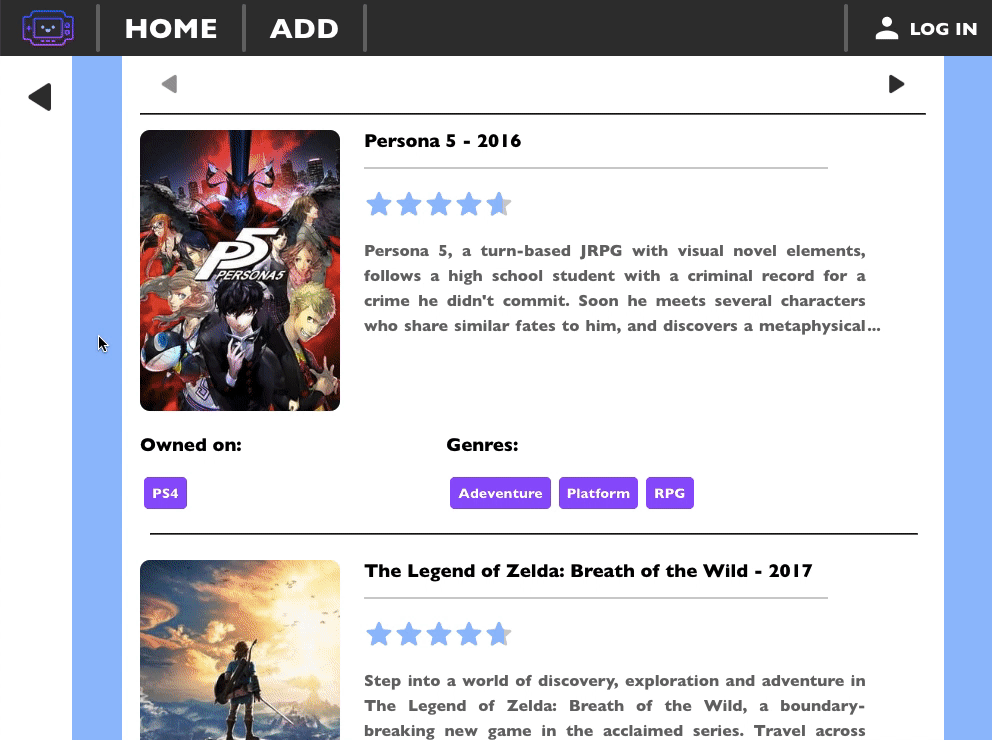 HOME
ADD
LOG IN
Persona 5 - 2016
P5
PERSONA5
Persona 5, a turn-based JRPG with visual novel elements,
follows a high school student with a criminal record for a
crime he didn't commit. Soon he meets several characters
who share similar fates to him, and discovers a metaphysical...
Owned on:
Genres:
PS4
Adeventure
Platform
RPG
The Legend of Zelda: Breath of the Wild - 2017
Step into a world of discovery, exploration and adventure in
The Legend of Zelda: Breath of the Wild, a boundary-
breaking new game in the acclaimed series. Travel across